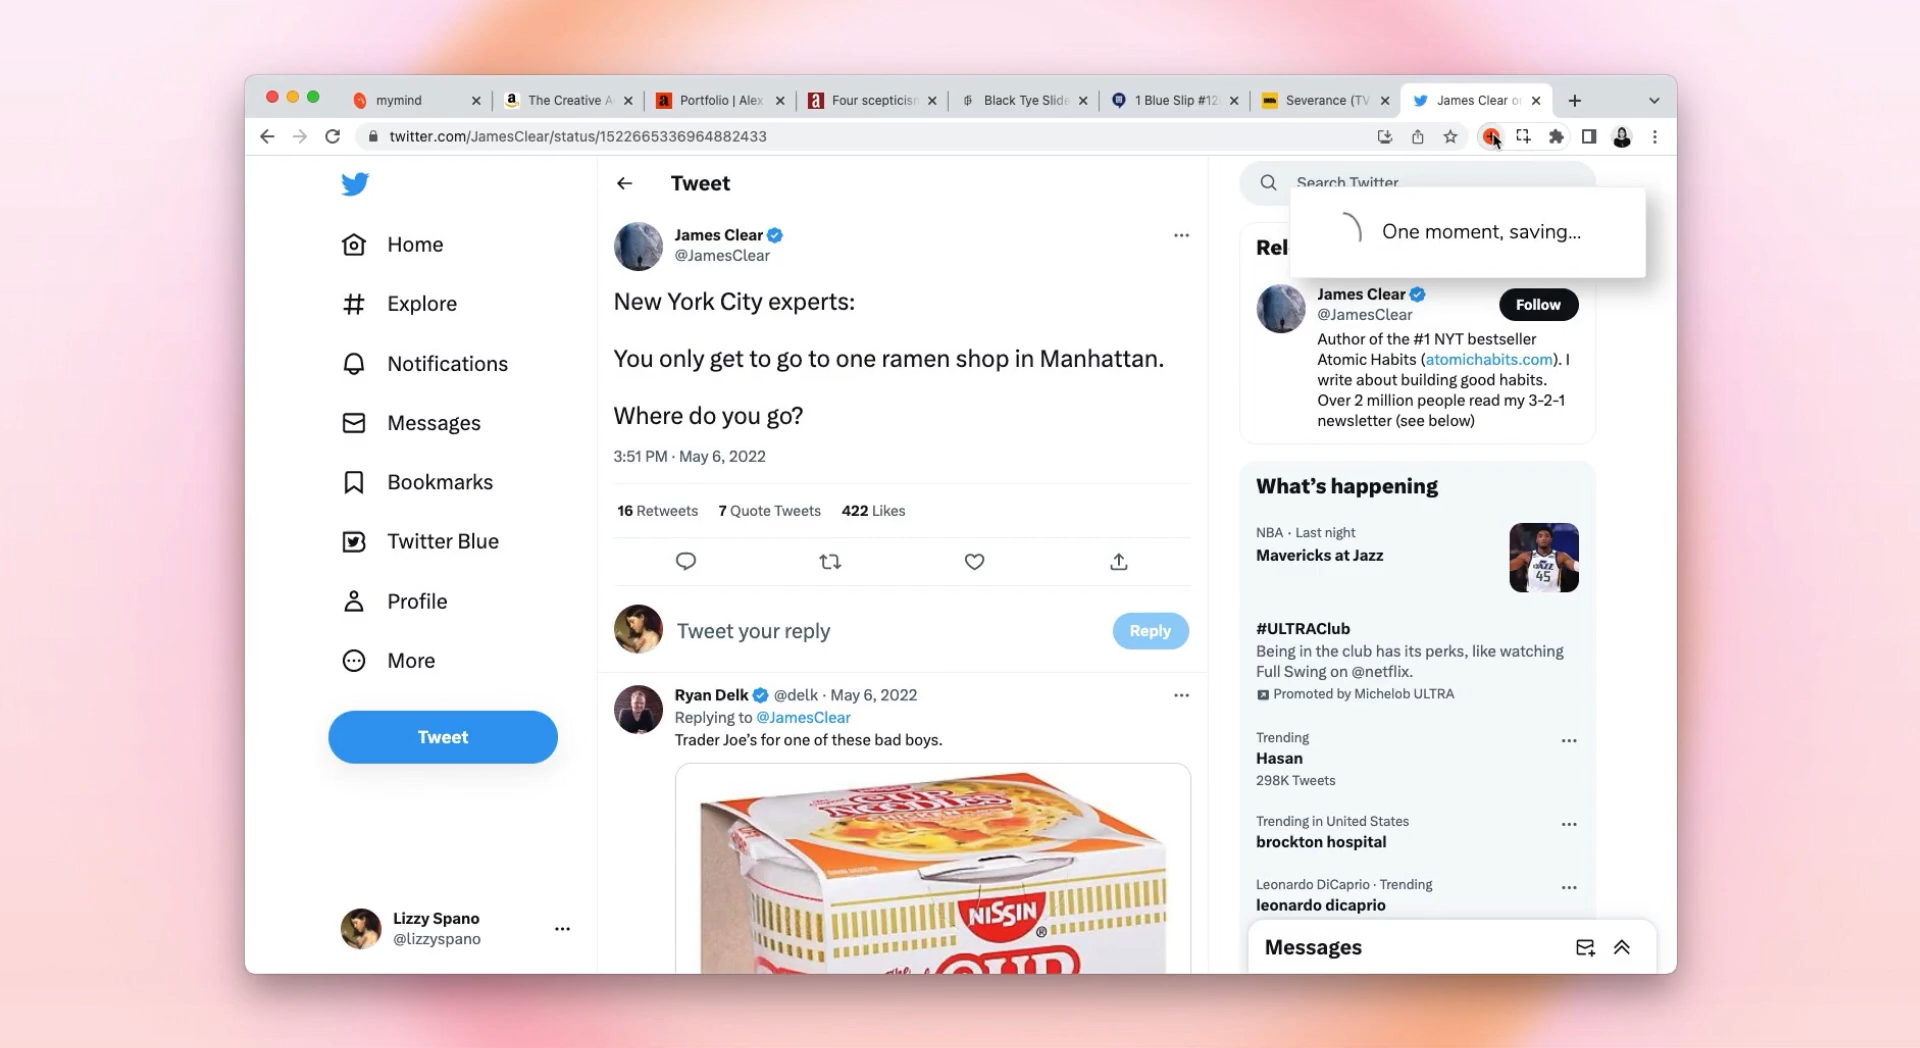 mymind
The Creative A
Portfolio | Alex
Four scepticism
Black Tye Slide
1 Blue Slip #12
Severance (TV
James Clear o
twitter.com/JamesClear/status/1522665336964882433
Tweet
Search Twitter
One moment, saving...
Home
Explore
Notifications
Messages
Bookmarks
Twitter Blue
Profile
More
Tweet
Lizzy Spano
@lizzyspano
James Clear
@JamesClear
New York City experts:
You only get to go to one ramen shop in Manhattan.
Where do you go?
3:51 PM · May 6, 2022
16 Retweets 7 Quote Tweets 422 Likes
Tweet your reply
Reply
Ryan Delk @delk · May 6, 2022
Replying to @JamesClear
Trader Joe's for one of these bad boys.
CUP
NOODLES
NISSIN
®
The
CUP
Rel
James Clear
@JamesClear
Follow
Author of the #1 NYT bestseller
Atomic Habits (atomichabits.com). I
write about building good habits.
Over 2 million people read my 3-2-1
newsletter (see below)
What's happening
NBA · Last night
Mavericks at Jazz
JAZZ
45
#ULTRAClub
Being in the club has its perks, like watching
Full Swing on @netflix.
Promoted by Michelob ULTRA
Trending
Hasan
298K Tweets
Trending in United States
brockton hospital
Leonardo DiCaprio · Trending
leonardo dicaprio
Messages